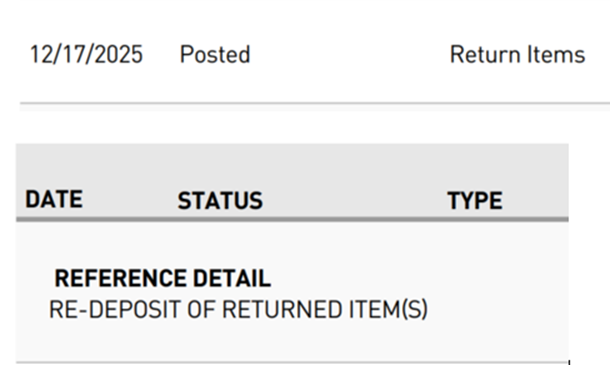 12/17/2025 Posted Return Items
DATE STATUS TYPE
REFERENCE DETAIL
RE-DEPOSIT OF RETURNED ITEM(S)